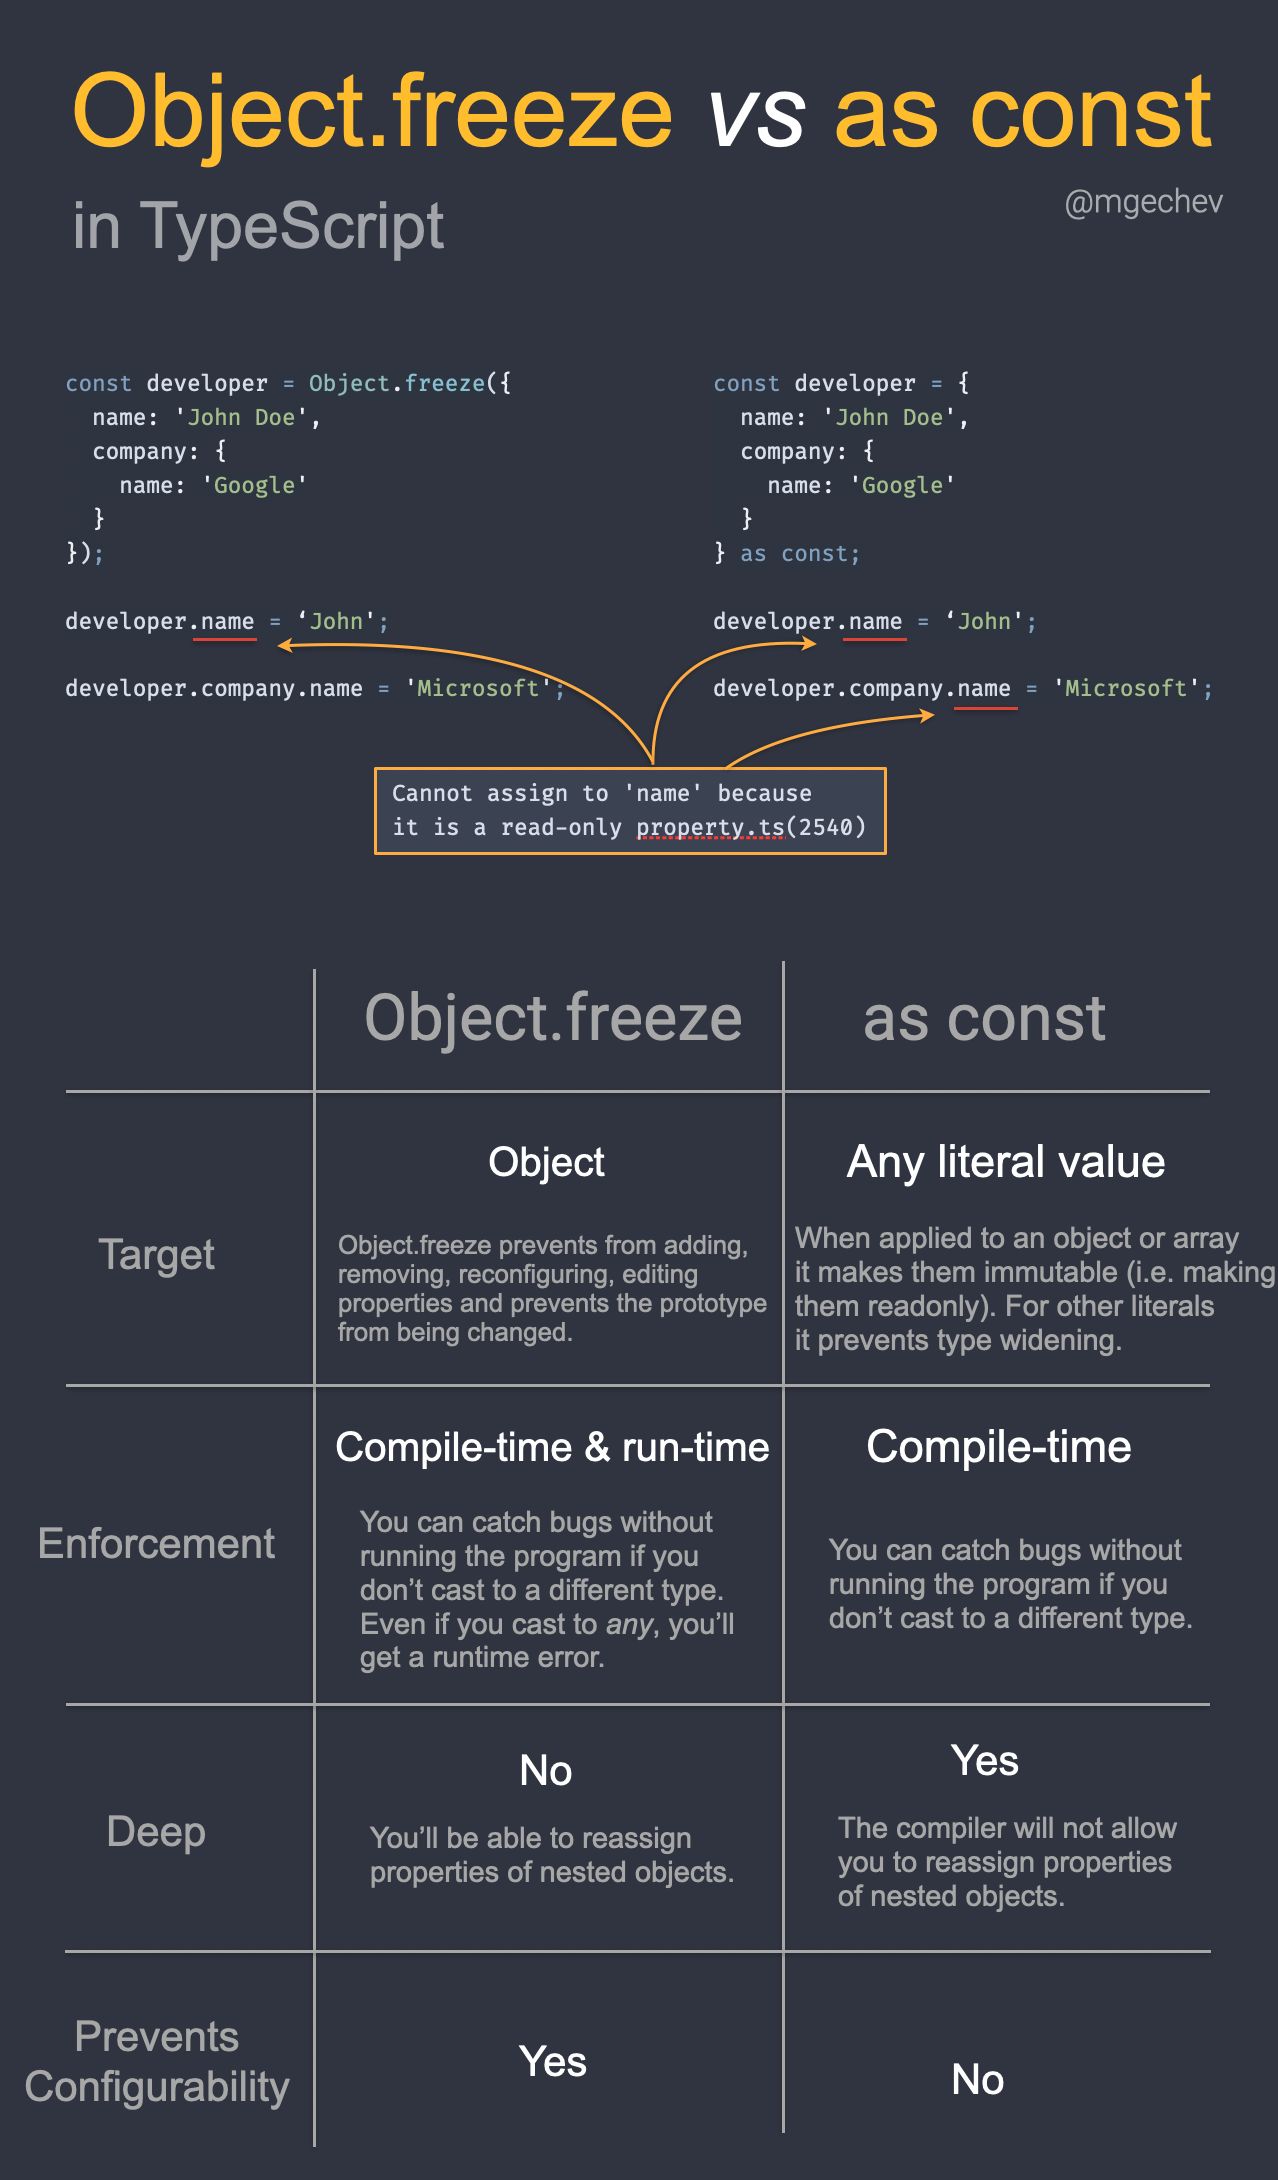 Object.freeze vs as const
in TypeScript
@mgechev
const developer = Object.freeze({
  name: 'John Doe',
  company: {
    name: 'Google'
  }
});
developer.name = ‘John';
developer.company.name = 'Microsoft';
const developer = {
  name: 'John Doe',
  company: {
    name: 'Google'
  }
} as const;
developer.name = ‘John';
developer.company.name = 'Microsoft';
Cannot assign to 'name' because
it is a read-only property.ts(2540)
Object.freeze
as const
Target
Object
Object.freeze prevents from adding,
removing, reconfiguring, editing
properties and prevents the prototype
from being changed.
Any literal value
When applied to an object or array
it makes them immutable (i.e. making
them readonly). For other literals
it prevents type widening.
Enforcement
Compile-time & run-time
You can catch bugs without
running the program if you
don’t cast to a different type.
Even if you cast to any, you’ll
get a runtime error.
Compile-time
You can catch bugs without
running the program if you
don’t cast to a different type.
Deep
No
You’ll be able to reassign
properties of nested objects.
Yes
The compiler will not allow
you to reassign properties
of nested objects.
Prevents
Configurability
Yes
No